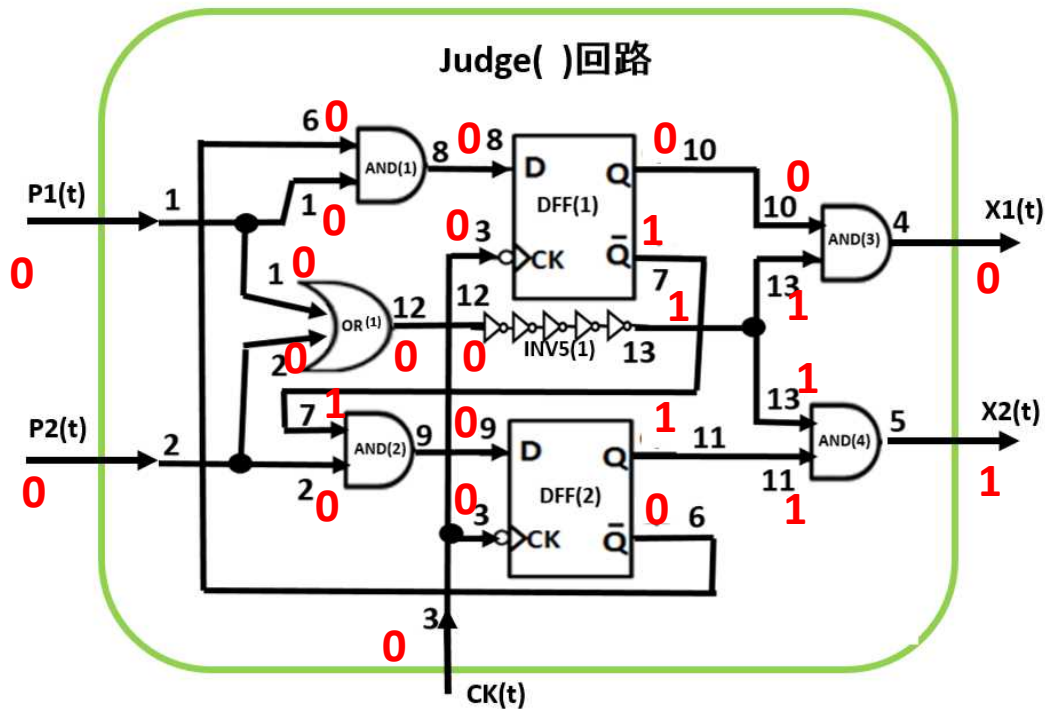 Judge( )回路
6 0
AND(1)
8 0 8
D
Q
0 10
DFF(1)
P1(t)
1
1 0
0 3
CK
Q̅
1
7
0
10
10
AND(3)
4
X1(t)
0
0
1 0
OR(1)
12
12
0
0
INV5(1)
1
13
13
1
2 0
7 1
AND(2)
9 0 9
D
Q
1 11
DFF(2)
13
1
AND(4)
5
X2(t)
1
11
1
P2(t)
2
0
2 0
0 3
CK
Q̅
0 6
3
0
CK(t)